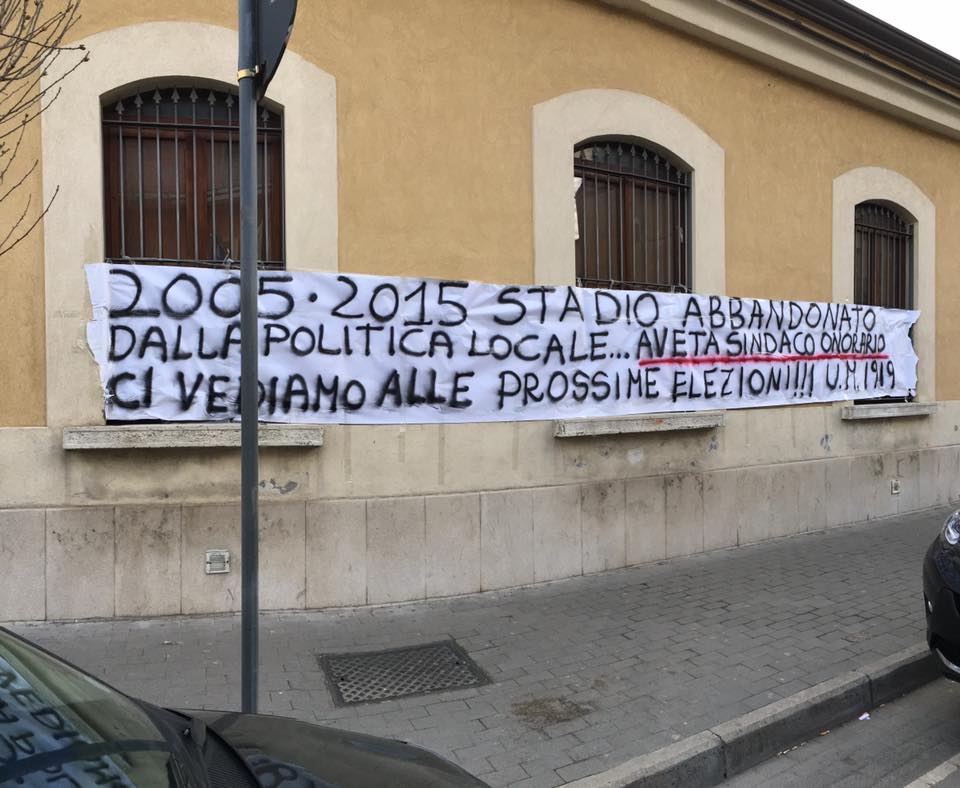 2005·2015 STADIO ABBANDONATO
DALLA POLITICA LOCALE... AVETA SINDACO ONORARIO
CI VEDIAMO ALLE PROSSIME ELEZIONI!!! U.M. 1919